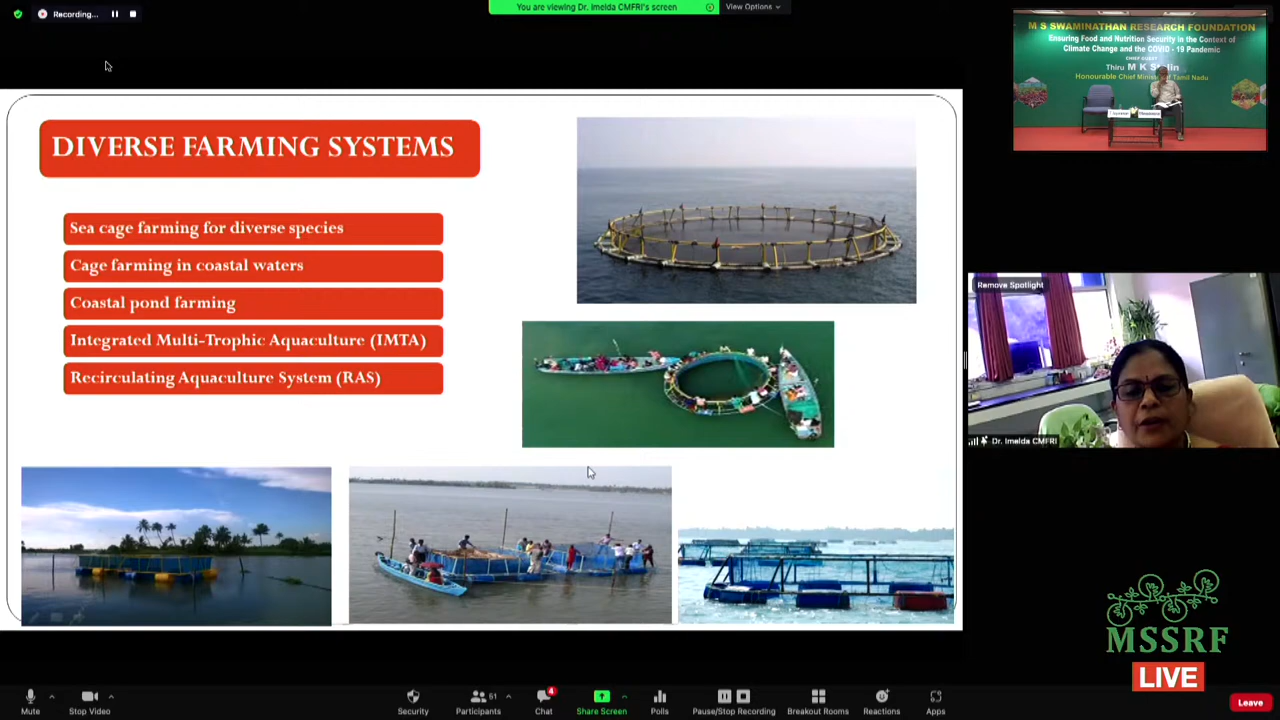 Recording...
You are viewing Dr. Imelda CMFRI's screen
View Options
M S SWAMINATHAN RESEARCH FOUNDATION
Ensuring Food and Nutrition Security in the Context of
Climate Change and the COVID - 19 Pandemic
CHIEF GUEST
Thiru M K Stalin
Honourable Chief Minister of Tamil Nadu
DIVERSE FARMING SYSTEMS
Sea cage farming for diverse species
Cage farming in coastal waters
Coastal pond farming
Integrated Multi-Trophic Aquaculture (IMTA)
Recirculating Aquaculture System (RAS)
Remove Spotlight
Dr. Imelda CMFRI
MSSRF
LIVE
Mute
Stop Video
Security
Participants
51
Chat
4
Share Screen
Polls
Pause/Stop Recording
Breakout Rooms
Reactions
Apps
Leave